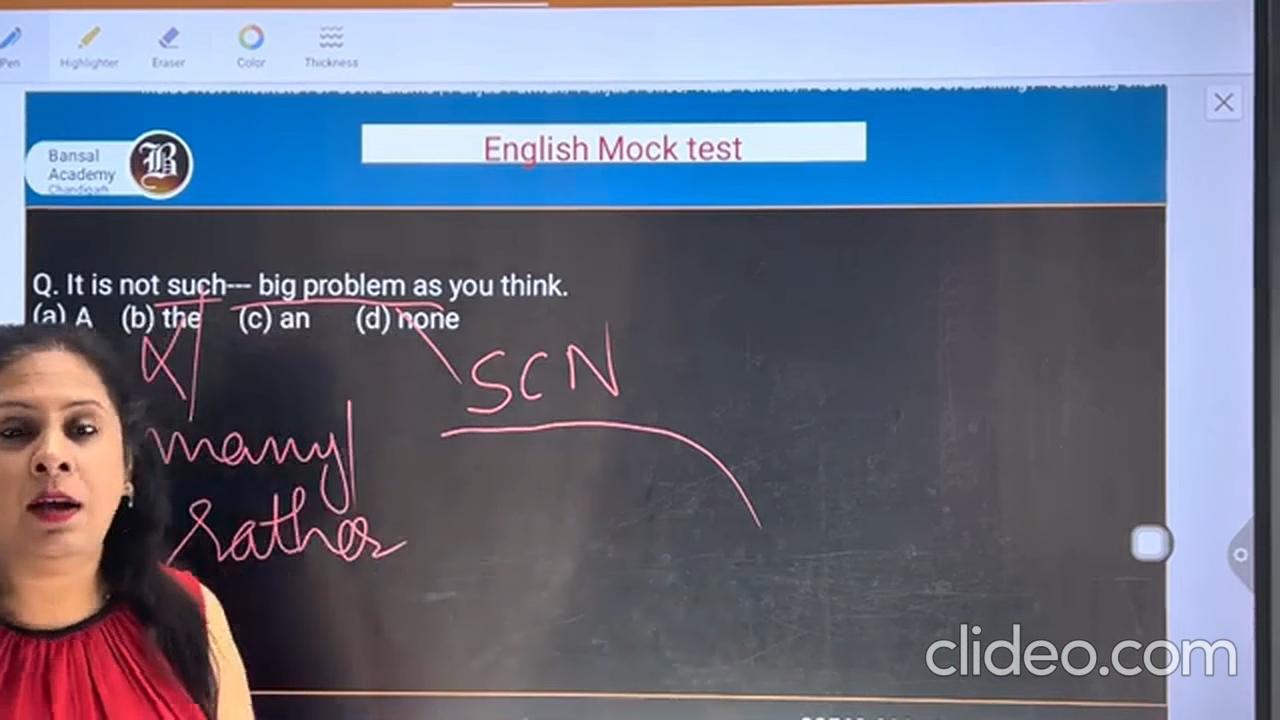 Pen Highlighter Eraser Color Thickness
English Mock test
Bansal
Academy
Chandigarh
B
Q. It is not such--- big problem as you think.
(a) A (b) the (c) an (d) none
SCN
many
rather
clideo.com